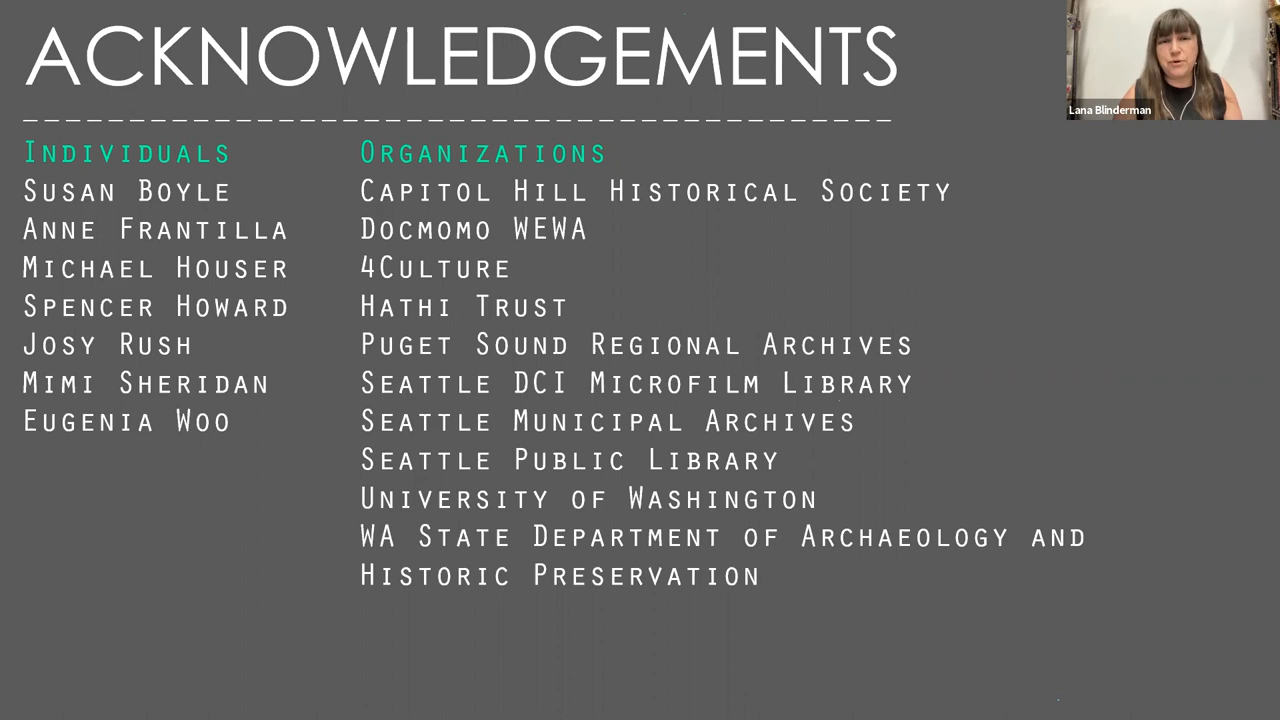 ACKNOWLEDGEMENTS
Lana Blinderman
INDIVIDUALS
SUSAN BOYLE
ANNE FRANTILLA
MICHAEL HOUSER
SPENCER HOWARD
JOSY RUSH
MIMI SHERIDAN
EUGENIA WOO
ORGANIZATIONS
CAPITOL HILL HISTORICAL SOCIETY
DOCMOMO WEWA
4CULTURE
HATHI TRUST
PUGET SOUND REGIONAL ARCHIVES
SEATTLE DCI MICROFILM LIBRARY
SEATTLE MUNICIPAL ARCHIVES
SEATTLE PUBLIC LIBRARY
UNIVERSITY OF WASHINGTON
WA STATE DEPARTMENT OF ARCHAEOLOGY AND
HISTORIC PRESERVATION